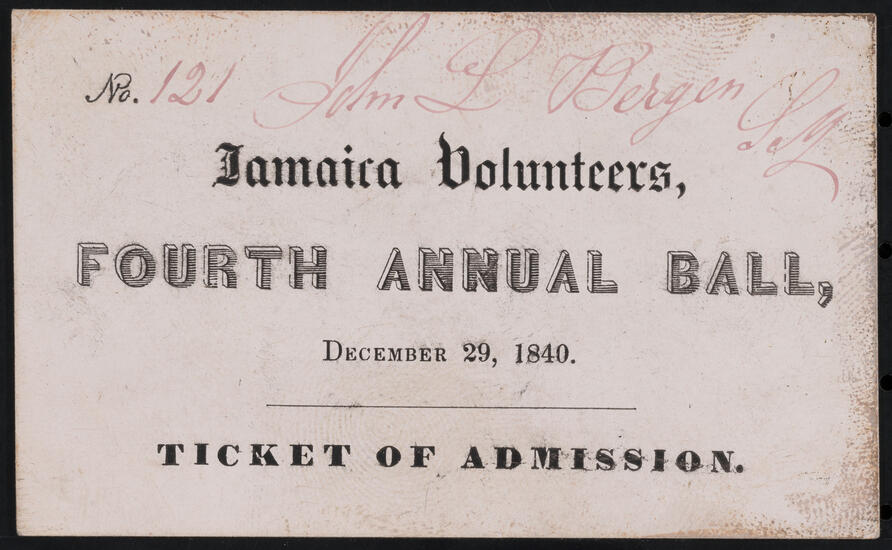 No. 121 John L Bergen
Jamaica Volunteers,
FOURTH ANNUAL BALL,
DECEMBER 29, 1840.
TICKET OF ADMISSION.